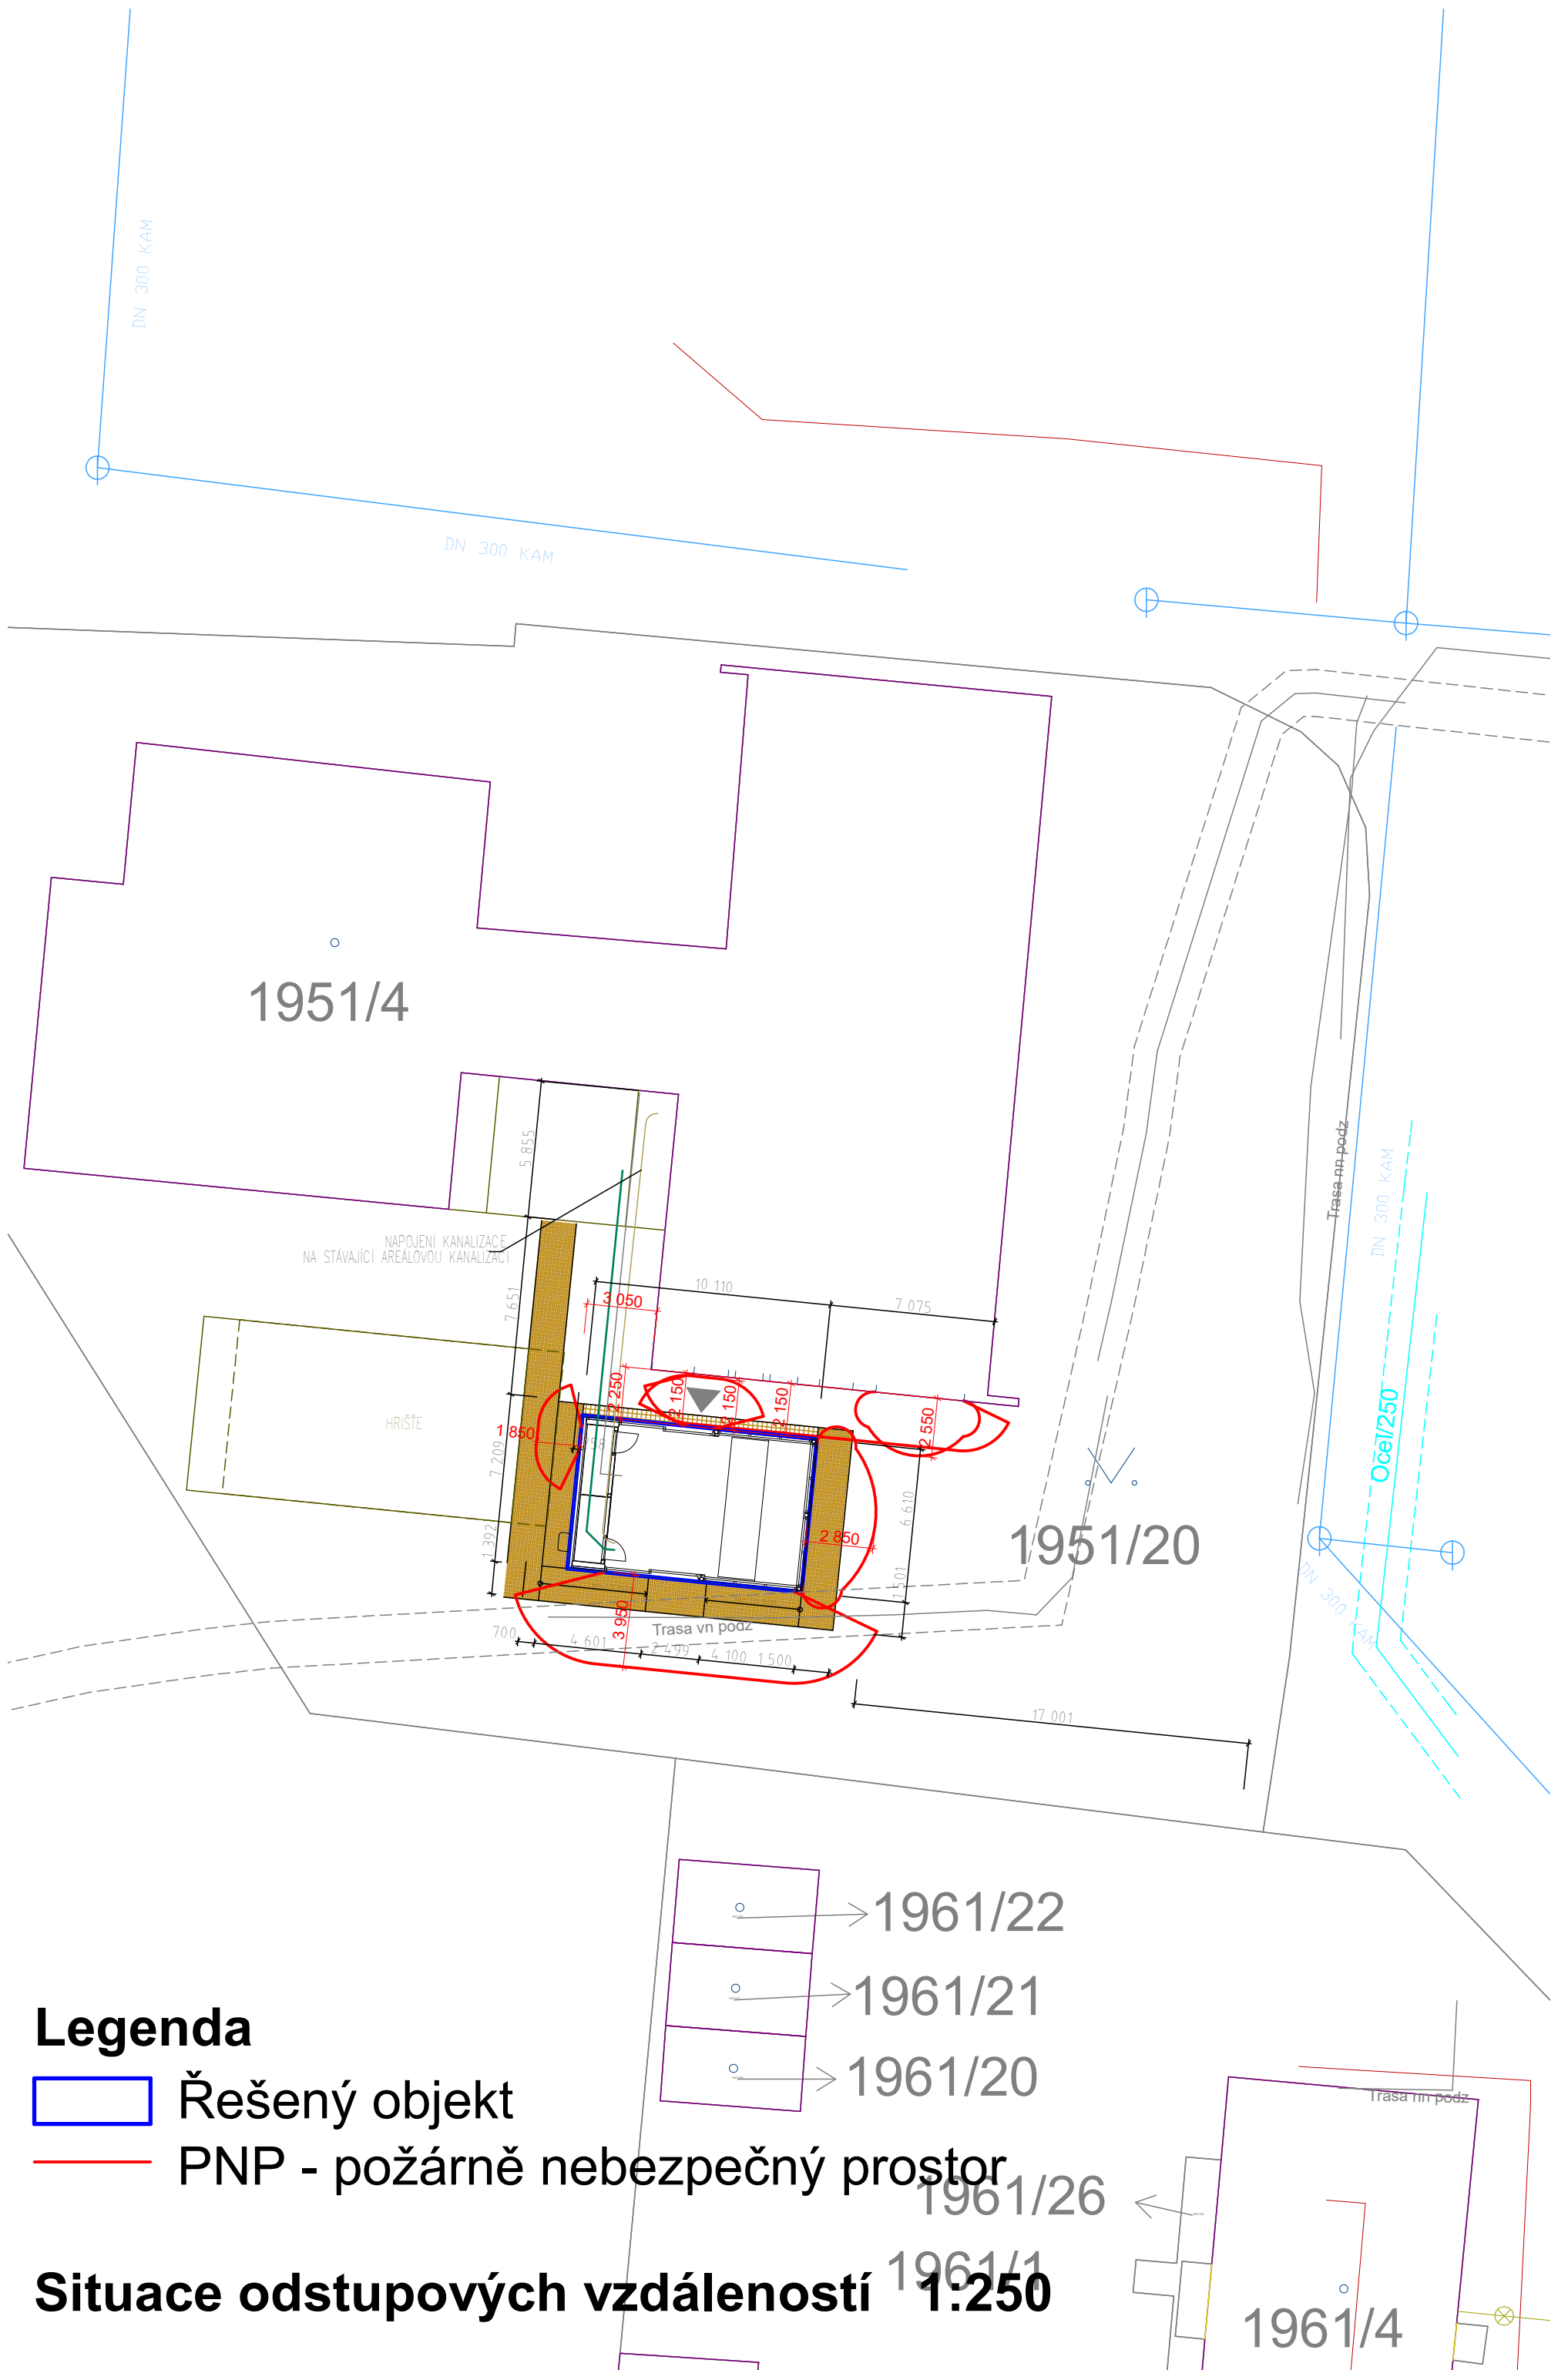 DN 300 KAM
DN 300 KAM
1951/4
5 855
Trasa nn podz
DN 300 KAM
NAPOJENÍ KANALIZACE
NA STÁVAJÍCÍ AREÁLOVOU KANALIZACI
7 651
10 110
7 075
3 050
2 250
2 150
2 150
2 150
2 550
HRIŠTE
1 850
7 209
258
Ocel/250
6 610
2 850
1951/20
1 392
1 501
DN 300 KAM
3 950
Trasa vn podz
700
4 601
2 499
4 100
1 500
17 001
1961/22
1961/21
1961/20
Legenda
Řešený objekt
PNP - požárně nebezpečný prostor
Trasa nn podz
1961/26
1961/1
Situace odstupových vzdáleností 1:250
1961/4